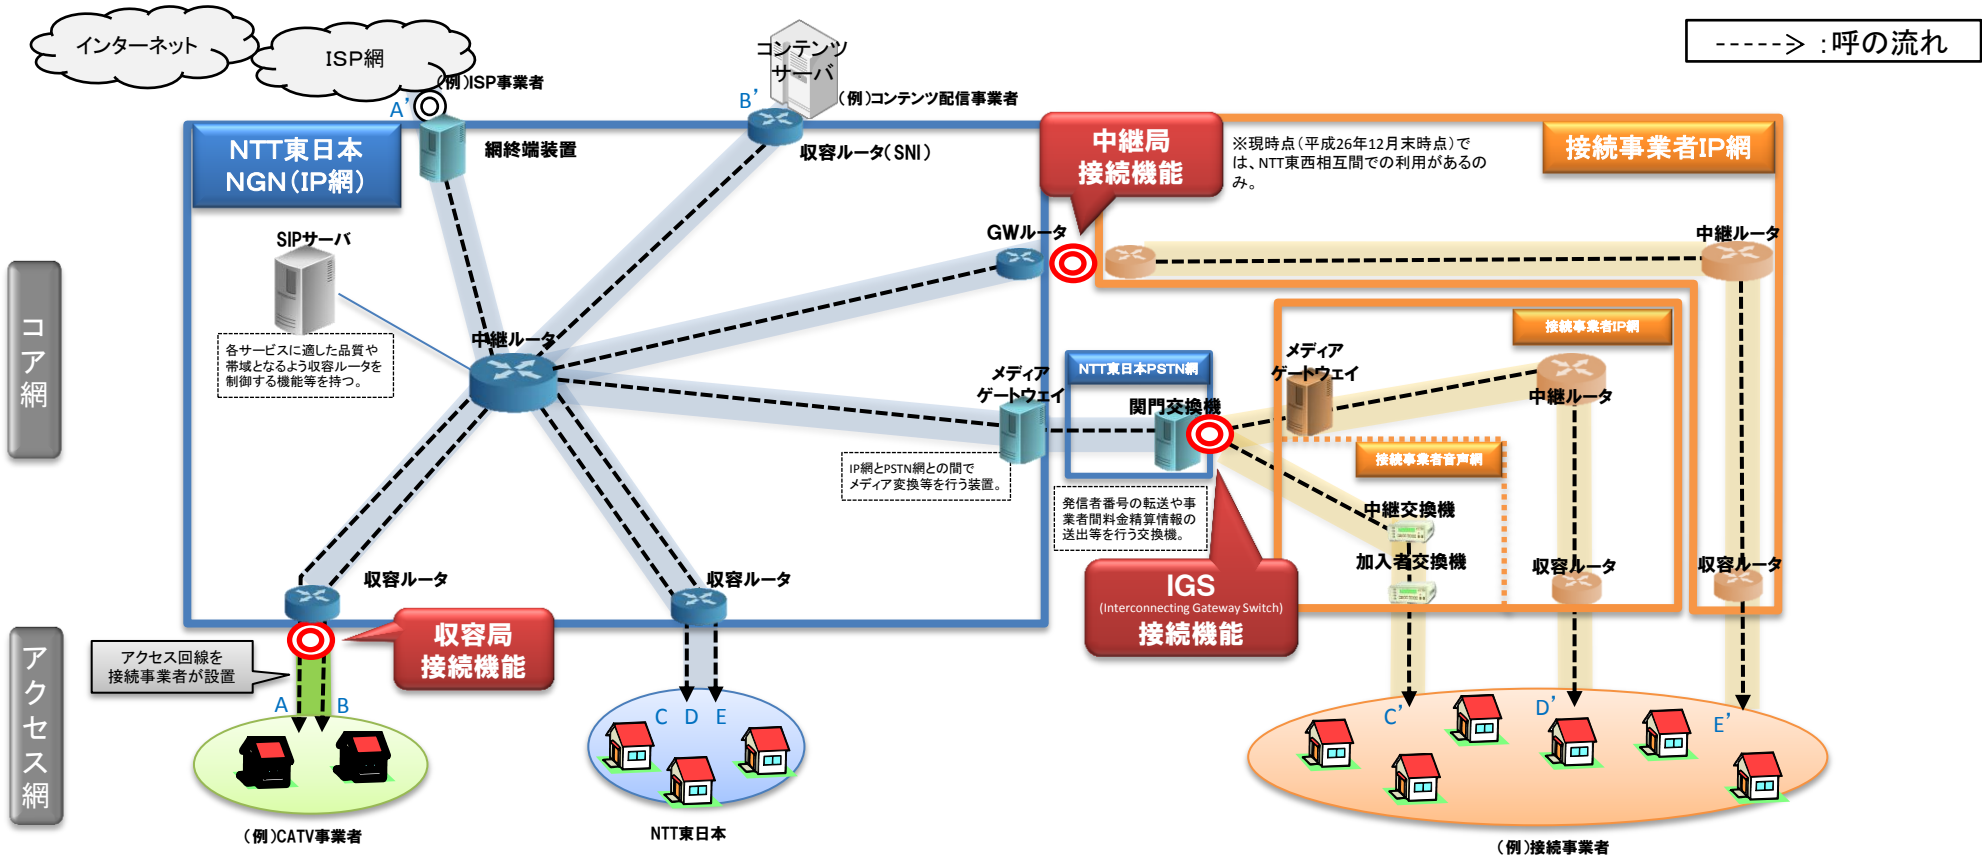 インターネット
ISP網
(例)ISP事業者
A’
コンテンツ
サーバ
B’
(例)コンテンツ配信事業者
-----> :呼の流れ
NTT東日本
NGN(IP網)
網終端装置
収容ルータ(SNI)
中継局
接続機能
※現時点(平成26年12月末時点)で
は、NTT東西相互間での利用があるの
み。
接続事業者IP網
SIPサーバ
GWルータ
中継ルータ
コア網
各サービスに適した品質や
帯域となるよう収容ルータを
制御する機能等を持つ。
中継ルータ
メディア
ゲートウェイ
NTT東日本PSTN網
関門交換機
メディア
ゲートウェイ
接続事業者IP網
中継ルータ
接続事業者音声網
IP網とPSTN網との間で
メディア変換等を行う装置。
発信者番号の転送や事
業者間料金精算情報の
送出等を行う交換機。
中継交換機
加入者交換機
収容ルータ
収容ルータ
収容ルータ
収容ルータ
IGS
(Interconnecting Gateway Switch)
接続機能
収容局
接続機能
アクセス網
アクセス回線を
接続事業者が設置
A
B
C D E
C’
D’
E’
(例)CATV事業者
NTT東日本
(例)接続事業者